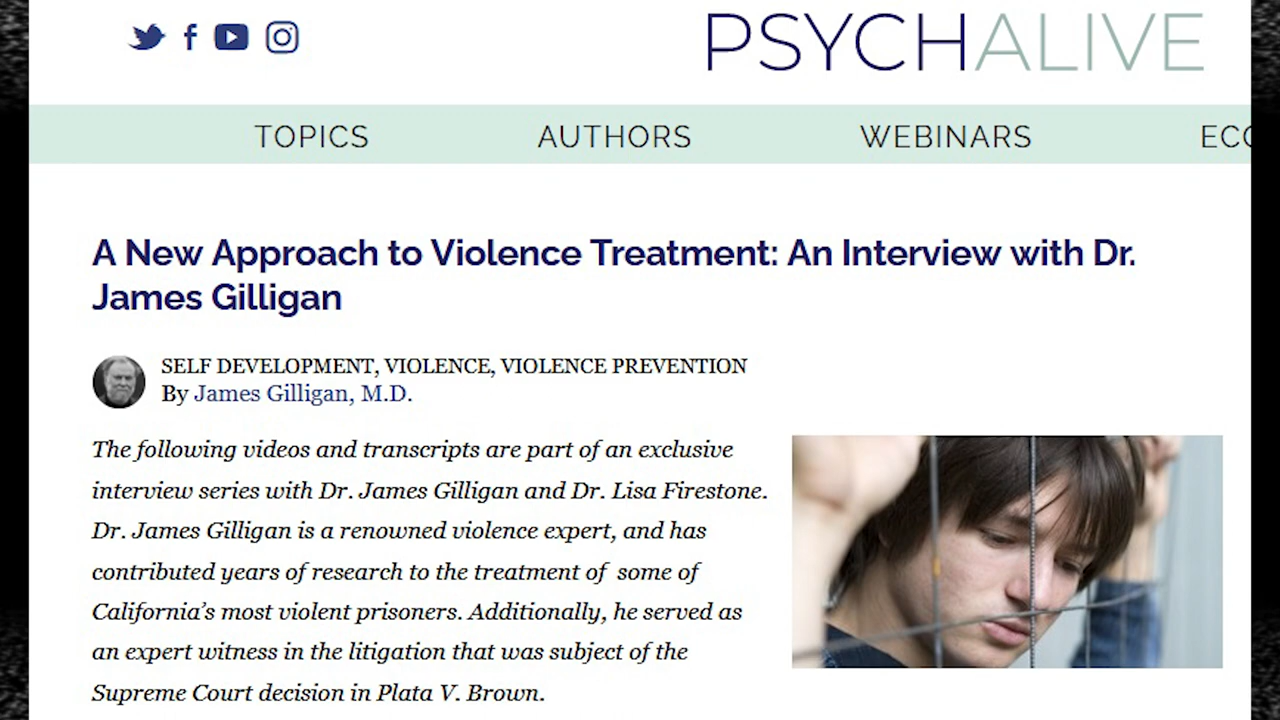 PSYCHALIVE
TOPICS AUTHORS WEBINARS
A New Approach to Violence Treatment: An Interview with Dr.
James Gilligan
SELF DEVELOPMENT, VIOLENCE, VIOLENCE PREVENTION
By James Gilligan, M.D.
The following videos and transcripts are part of an exclusive
interview series with Dr. James Gilligan and Dr. Lisa Firestone.
Dr. James Gilligan is a renowned violence expert, and has
contributed years of research to the treatment of some of
California's most violent prisoners. Additionally, he served as
an expert witness in the litigation that was subject of the
Supreme Court decision in Plata V. Brown.